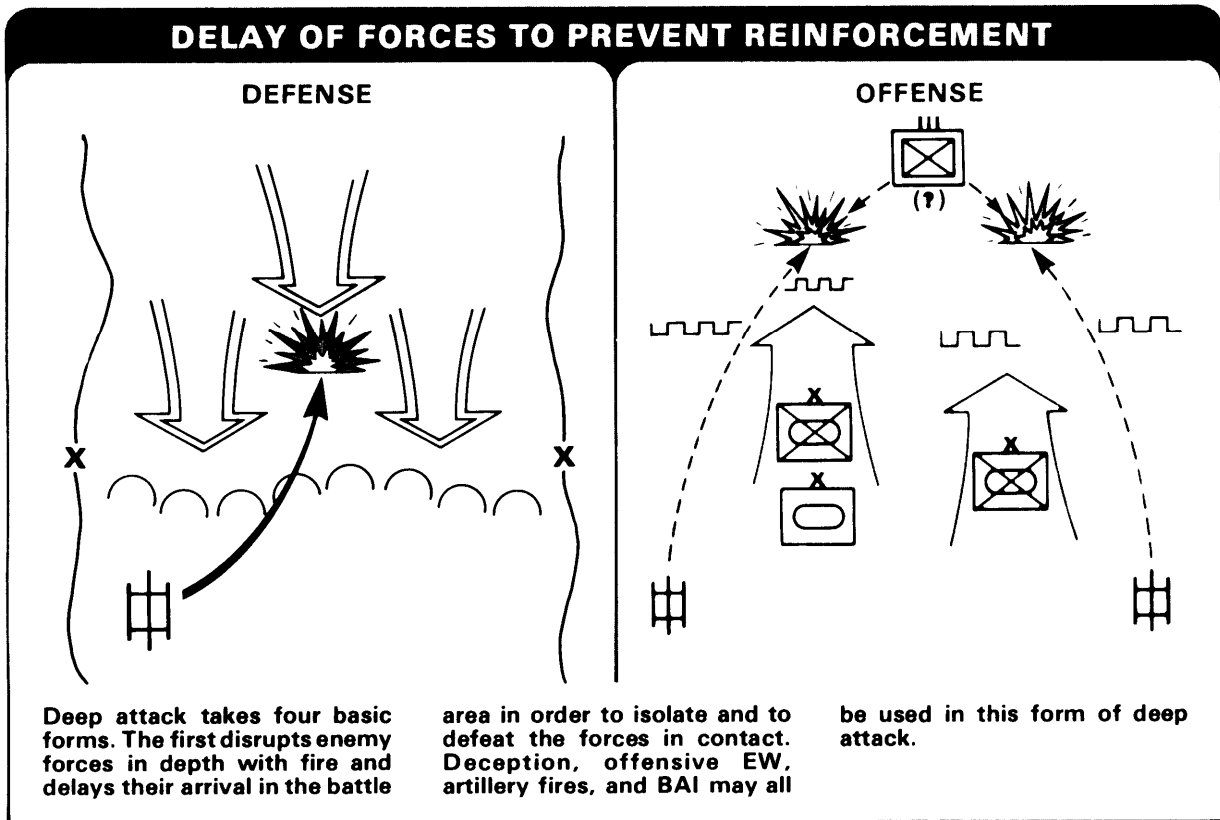 DELAY OF FORCES TO PREVENT REINFORCEMENT
DEFENSE
X
X
OFFENSE
III
(?)
X
X
X
Deep attack takes four basic
forms. The first disrupts enemy
forces in depth with fire and
delays their arrival in the battle
area in order to isolate and to
defeat the forces in contact.
Deception, offensive EW,
artillery fires, and BAI may all
be used in this form of deep
attack.